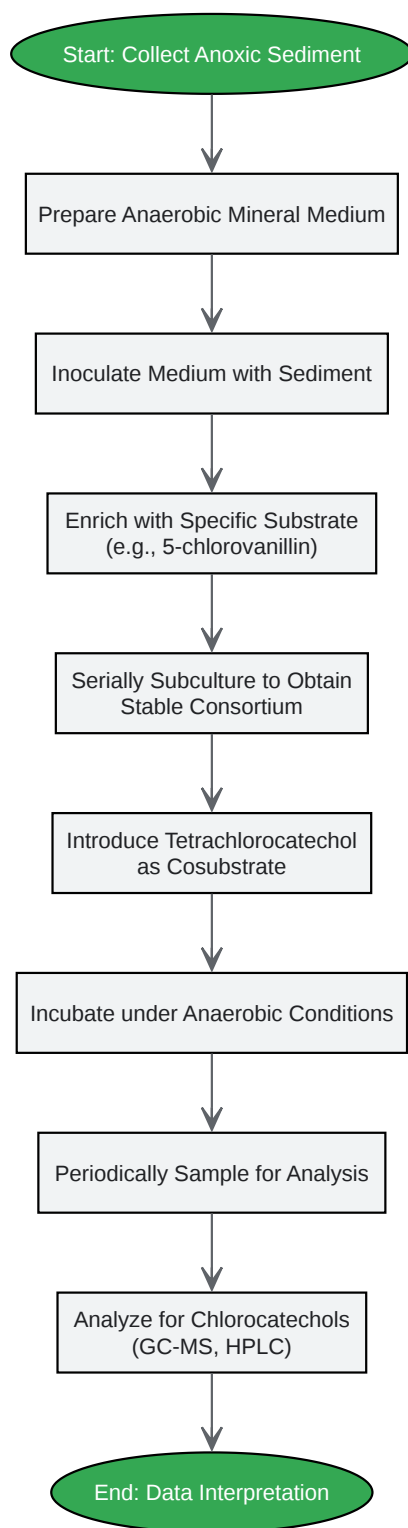 Start: Collect Anoxic Sediment
Prepare Anaerobic Mineral Medium
Inoculate Medium with Sediment
Enrich with Specific Substrate
(e.g., 5-chlorovanillin)
Serially Subculture to Obtain
Stable Consortium
Introduce Tetrachlorocatechol
as Cosubstrate
Incubate under Anaerobic Conditions
Periodically Sample for Analysis
Analyze for Chlorocatechols
(GC-MS, HPLC)
End: Data Interpretation